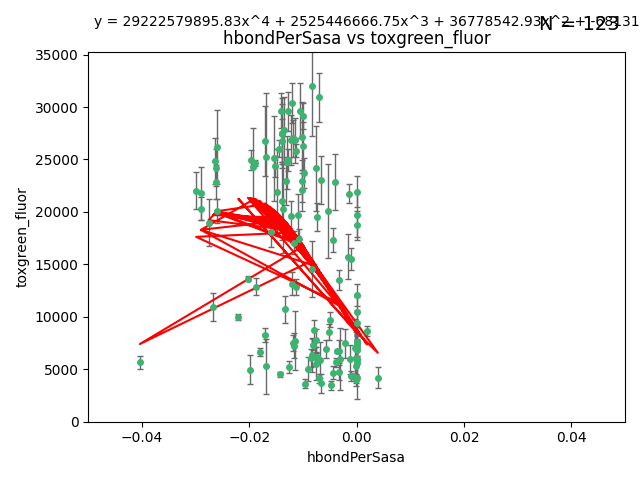 y = 29222579895.83x^4 + 2525446666.75x^3 + 36778542.93x^2 +
N = 123
hbondPerSasa vs toxgreen_fluor
toxgreen_fluor
35000
30000
25000
20000
15000
10000
5000
0
−0.04
−0.02
0.00
0.02
0.04
hbondPerSasa